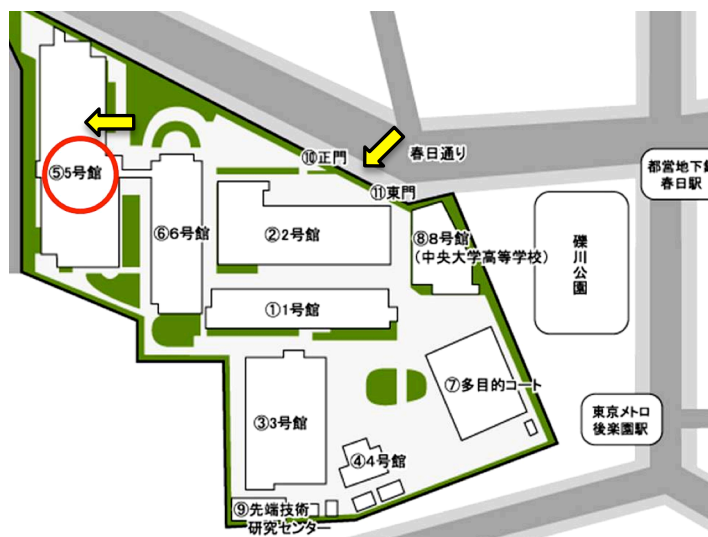 ⑩正門
春日通り
⑪東門
都営地下鉄
春日駅
⑤5号館
⑥6号館
②2号館
⑧8号館
(中央大学高等学校)
礫川公園
①1号館
⑦多目的コート
③3号館
東京メトロ
後楽園駅
④4号館
⑨先端技術
研究センター